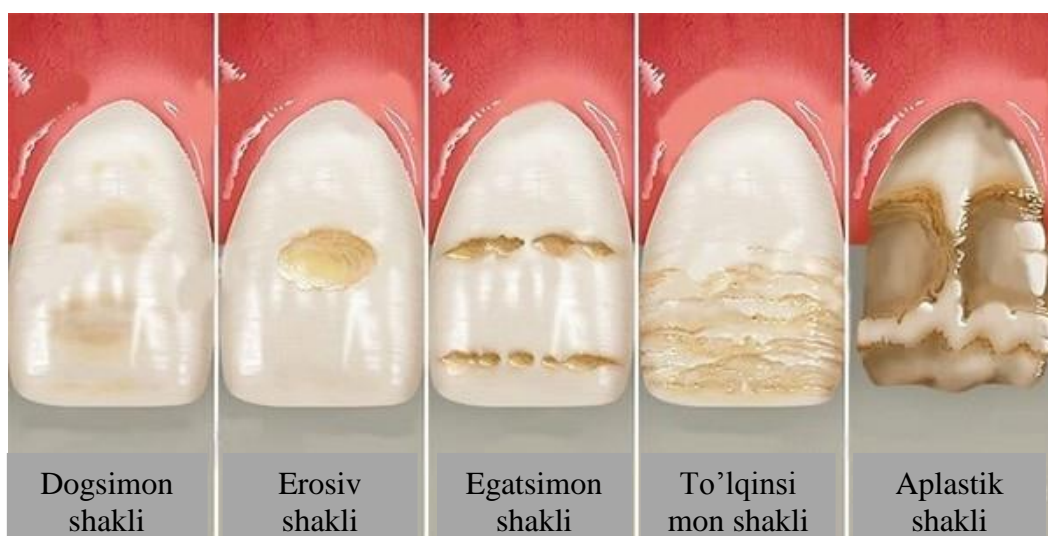 Dogsimon
shakli
Erosiv
shakli
Egatsimon
shakli
To’lqinsi
mon shakli
Aplastik
shakli